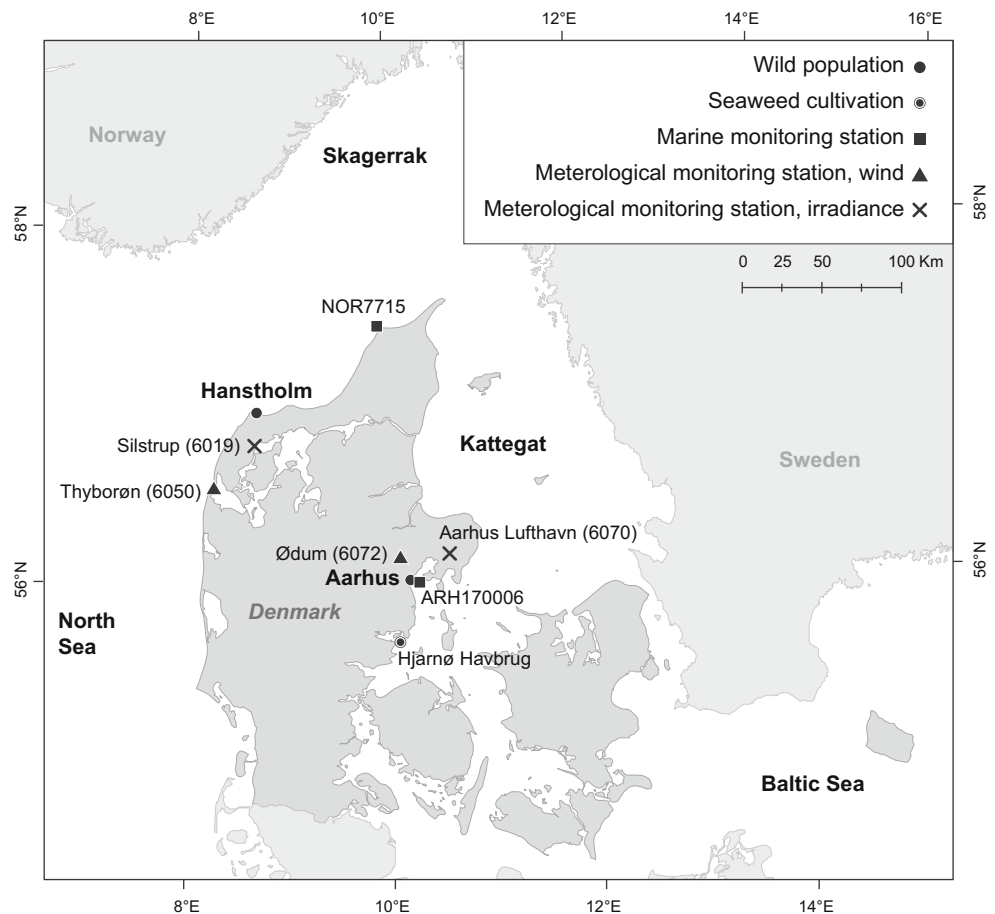 8°E 10°E 12°E 14°E 16°E
Wild population
Seaweed cultivation
Marine monitoring station
Meterological monitoring station, wind
Meterological monitoring station, irradiance
Norway
Skagerrak
58°N
58°N
0 25 50 100 Km
NOR7715
Hanstholm
Silstrup (6019)
Kattegat
Sweden
Thyborøn (6050)
Aarhus Lufthavn (6070)
Ødum (6072)
Aarhus
56°N
56°N
ARH170006
Denmark
North
Sea
Hjarnø Havbrug
Baltic Sea
8°E 10°E 12°E 14°E